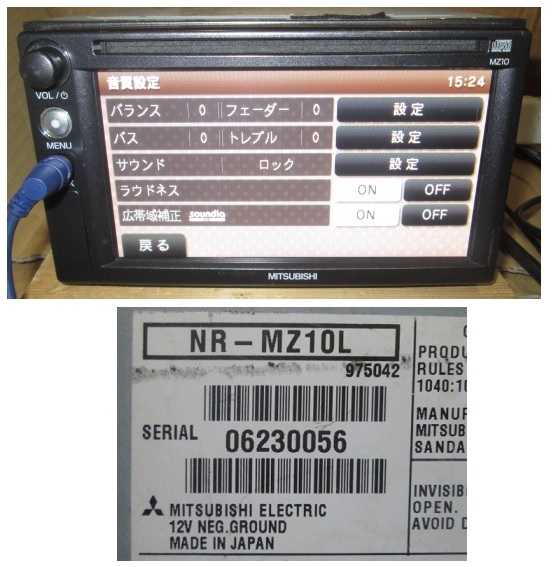 MZ10
VOL / ⏻
MENU
音質設定 15:24
バランス 0 フェーダー 0 設定
バス 0 トレブル 0 設定
サウンド ロック 設定
ラウドネス ON OFF
広帯域補正 soundia ON OFF
戻る
MITSUBISHI
NR-MZ10L
975042
SERIAL 06230056
MITSUBISHI ELECTRIC
12V NEG.GROUND
MADE IN JAPAN
PRODU
RULES
1040:10
MANUF
MITSUB
SANDA
INVISIB
OPEN.
AVOID D